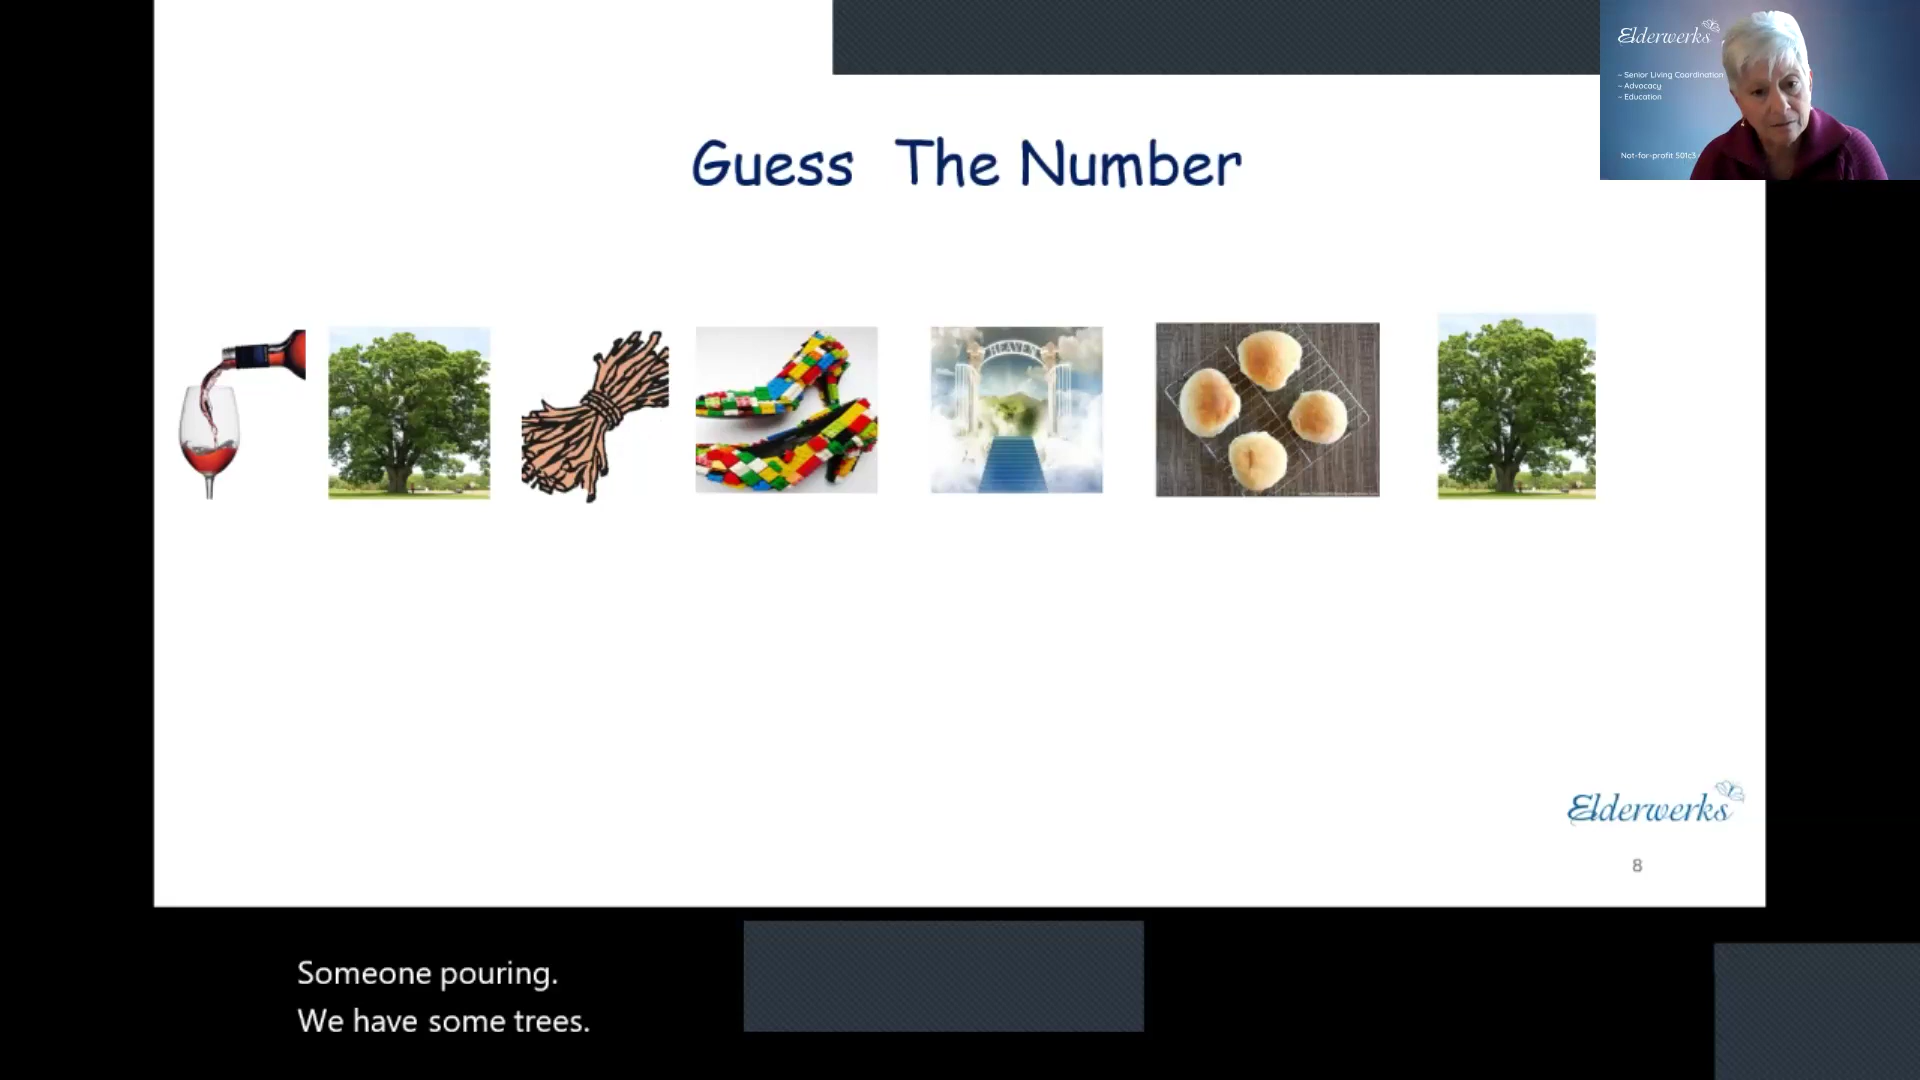 Elderwerks
~ Senior Living Coordination
~ Advocacy
~ Education
Not-for-profit 501c3
Guess The Number
HEAVEN
Elderwerks
8
Someone pouring.
We have some trees.